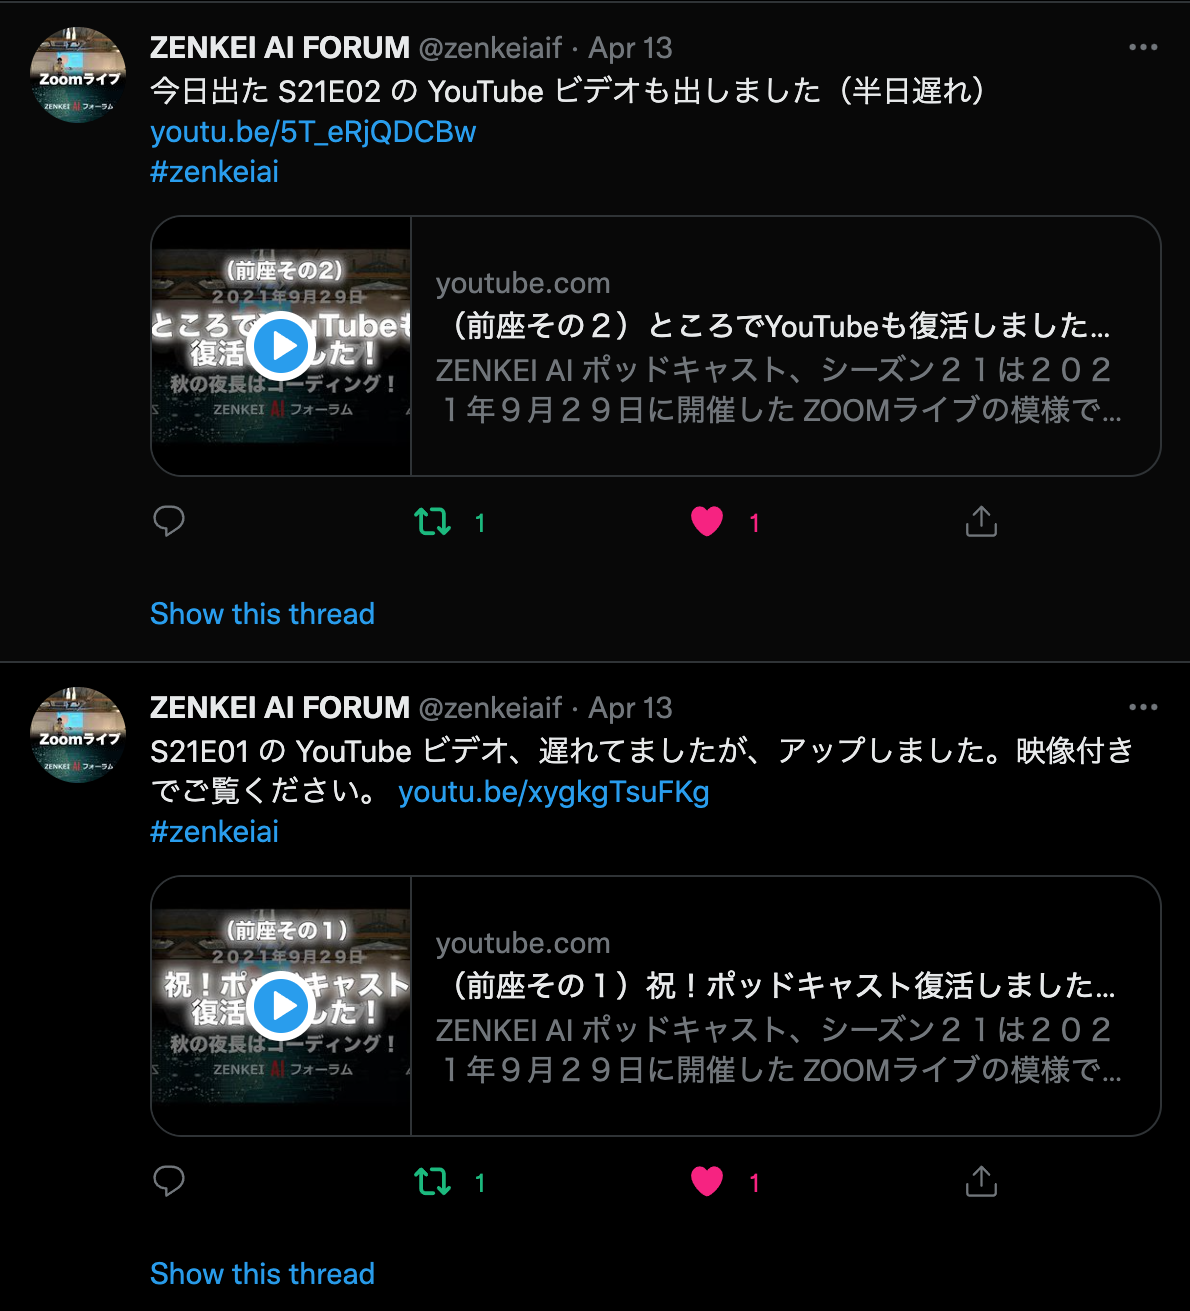 Zoomライブ
ZENKEI AI フォーラム
ZENKEI AI FORUM @zenkeiaif · Apr 13
今日出た S21E02 の YouTube ビデオも出しました（半日遅れ）
youtu.be/5T_eRjQDCBw
#zenkeiai
（前座その2）
2021年9月29日
ところで uTubeも
復活 した！
秋の夜長はコーディング！
ZENKEI AI フォーラム
youtube.com
（前座その２）ところでYouTubeも復活しました…
ZENKEI AI ポッドキャスト、シーズン２１は２０２
１年９月２９日に開催した ZOOMライブの模様で…
1
1
Show this thread
Zoomライブ
ZENKEI AI フォーラム
ZENKEI AI FORUM @zenkeiaif · Apr 13
S21E01 の YouTube ビデオ、遅れてましたが、アップしました。映像付き
でご覧ください。 youtu.be/xygkgTsuFKg
#zenkeiai
（前座その１）
2021年9月29日
祝！ポッドキャスト
復活 した！
秋の夜長はコーディング！
ZENKEI AI フォーラム
youtube.com
（前座その１）祝！ポッドキャスト復活しました…
ZENKEI AI ポッドキャスト、シーズン２１は２０２
１年９月２９日に開催した ZOOMライブの模様で…
1
1
Show this thread